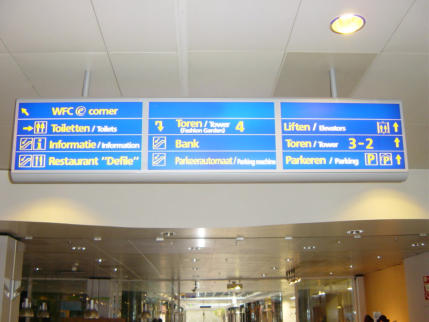 WFC e corner
Toiletten / Toilets
i Informatie / Information
Restaurant "Defile"
Toren / Tower 4
(Fashion Garden)
Bank
Parkeerautomaat / Parking machine
Liften / Elevators
Toren / Tower 3-2
Parkeren / Parking P P